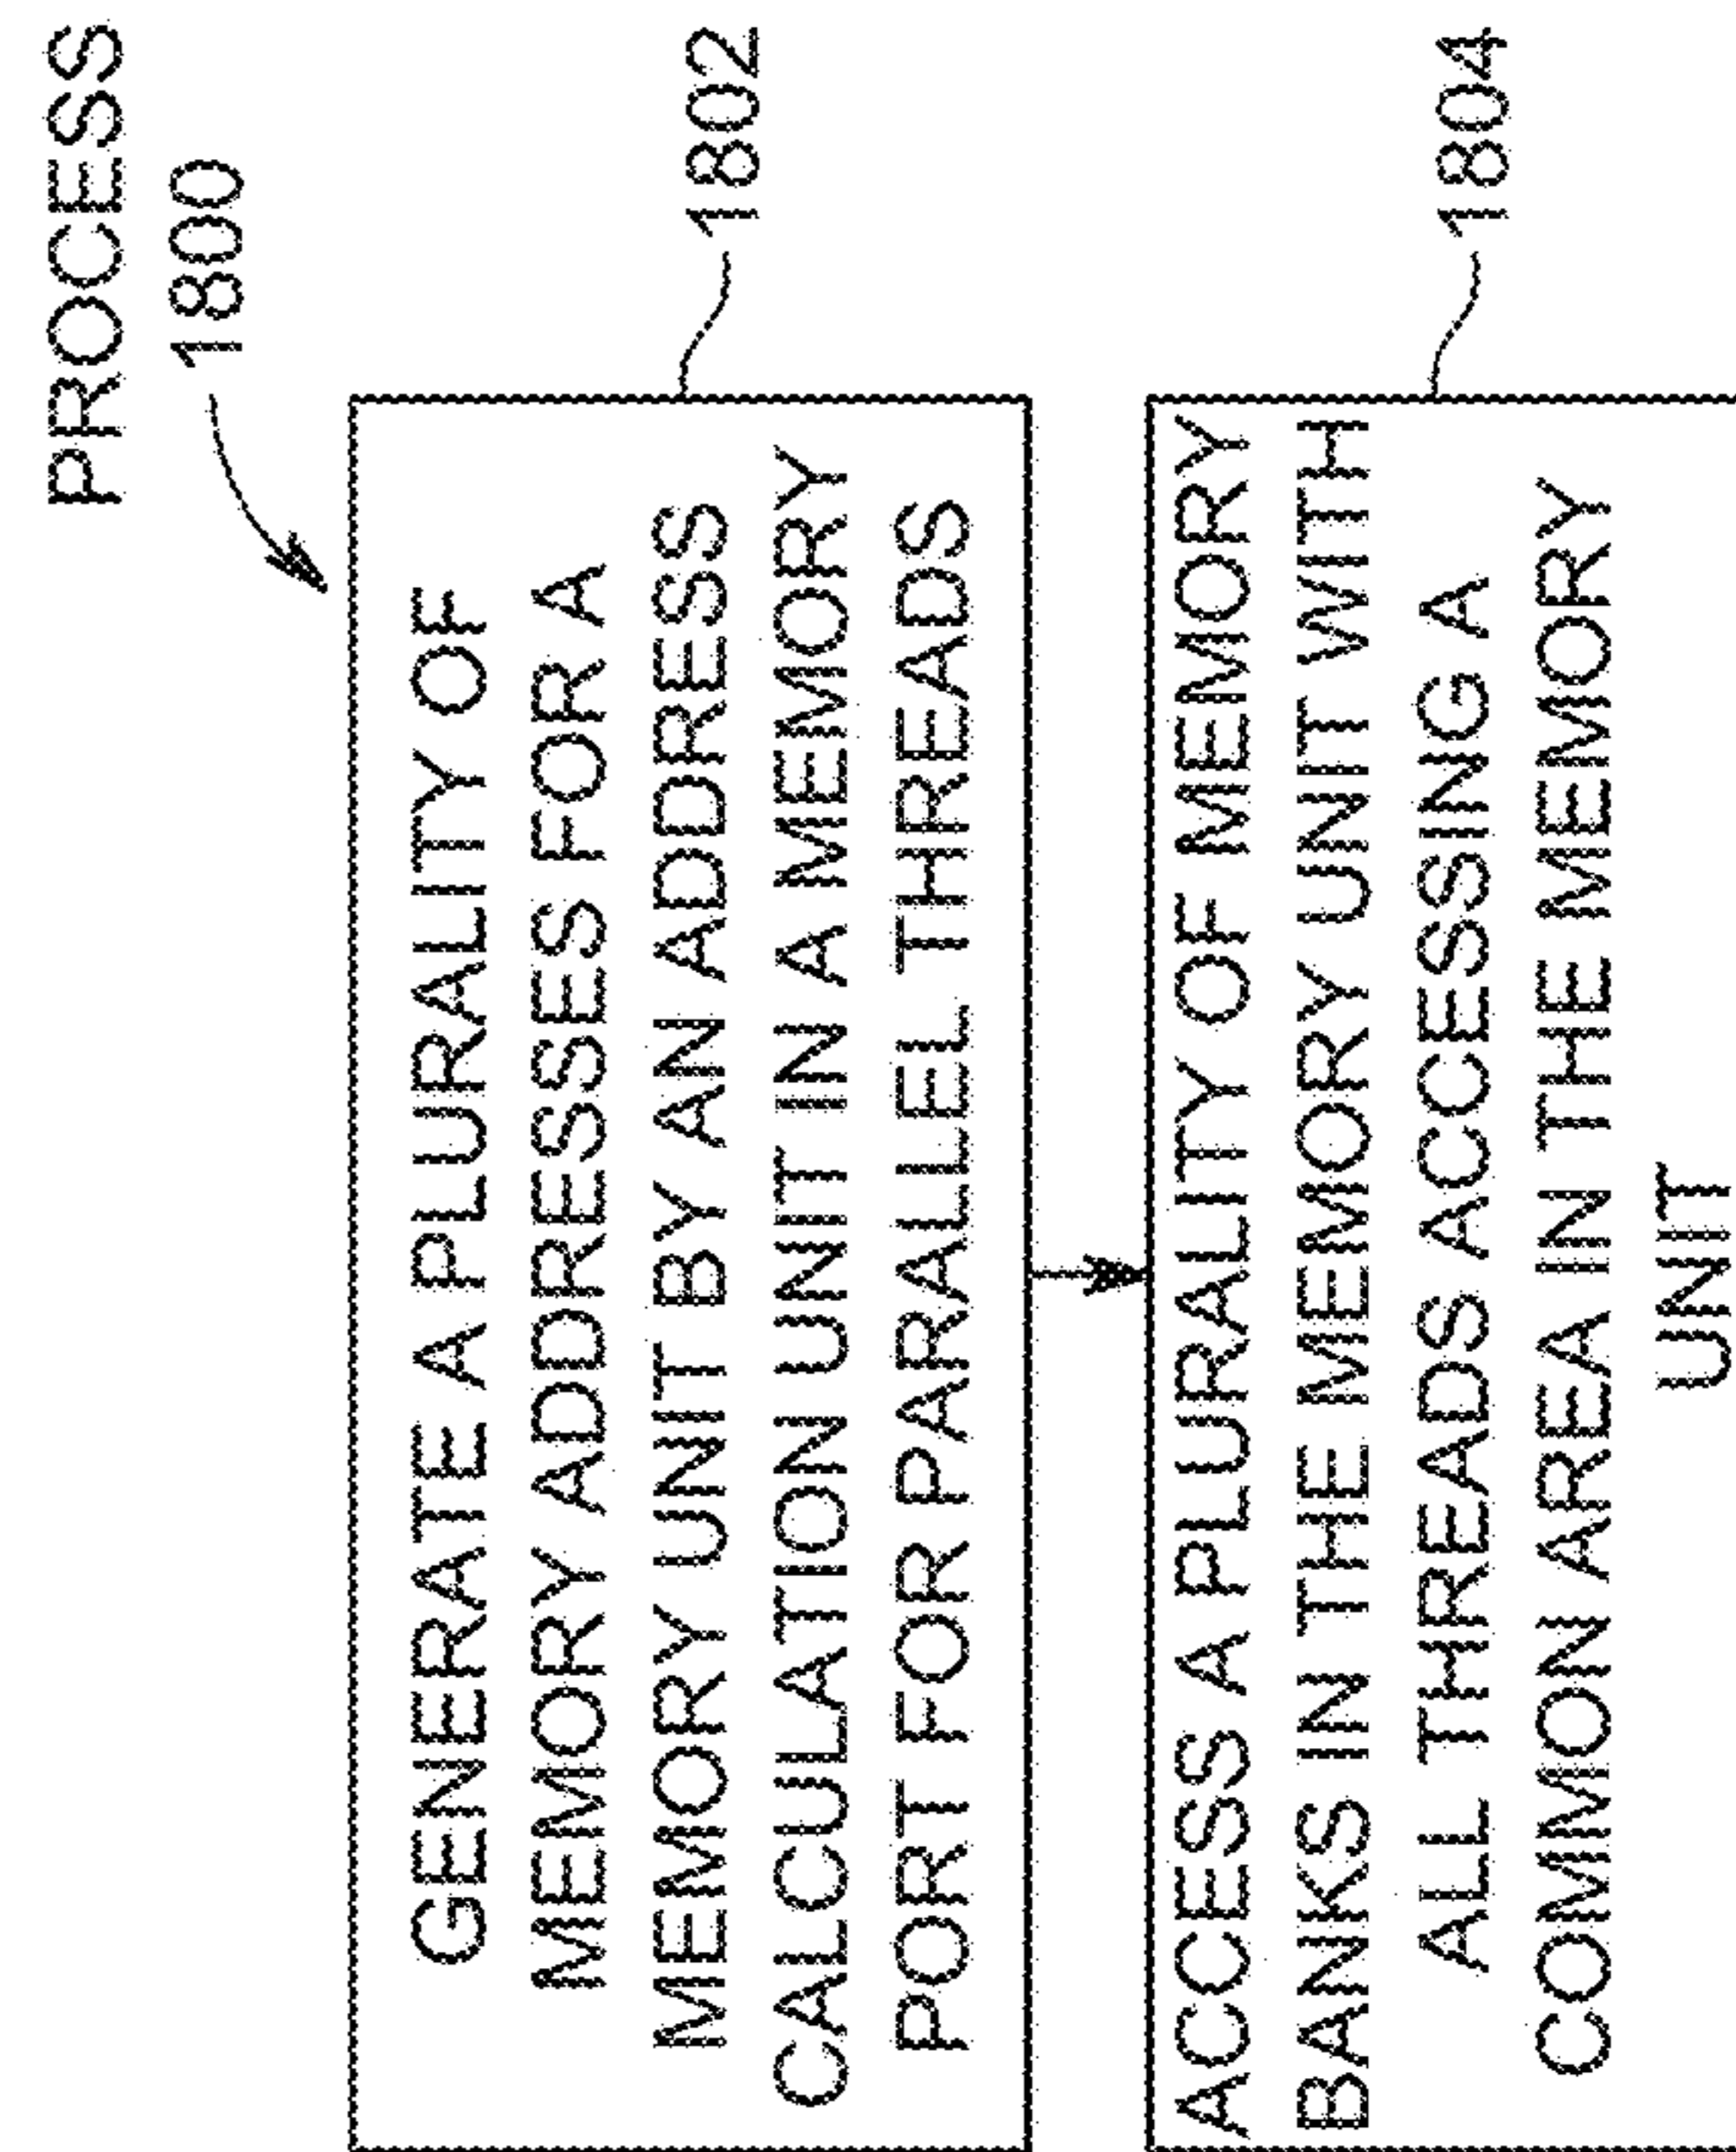 PROCESS
1800
GENERATE A PLURALITY OF
MEMORY ADDRESSES FOR A
MEMORY UNIT BY AN ADDRESS
CALCULATION UNIT IN A MEMORY
PORT FOR PARALLEL THREADS
1802
ACCESS A PLURALITY OF MEMORY
BANKS IN THE MEMORY UNIT WITH
ALL THREADS ACCESSING A
COMMON AREA IN THE MEMORY
UNIT
1804